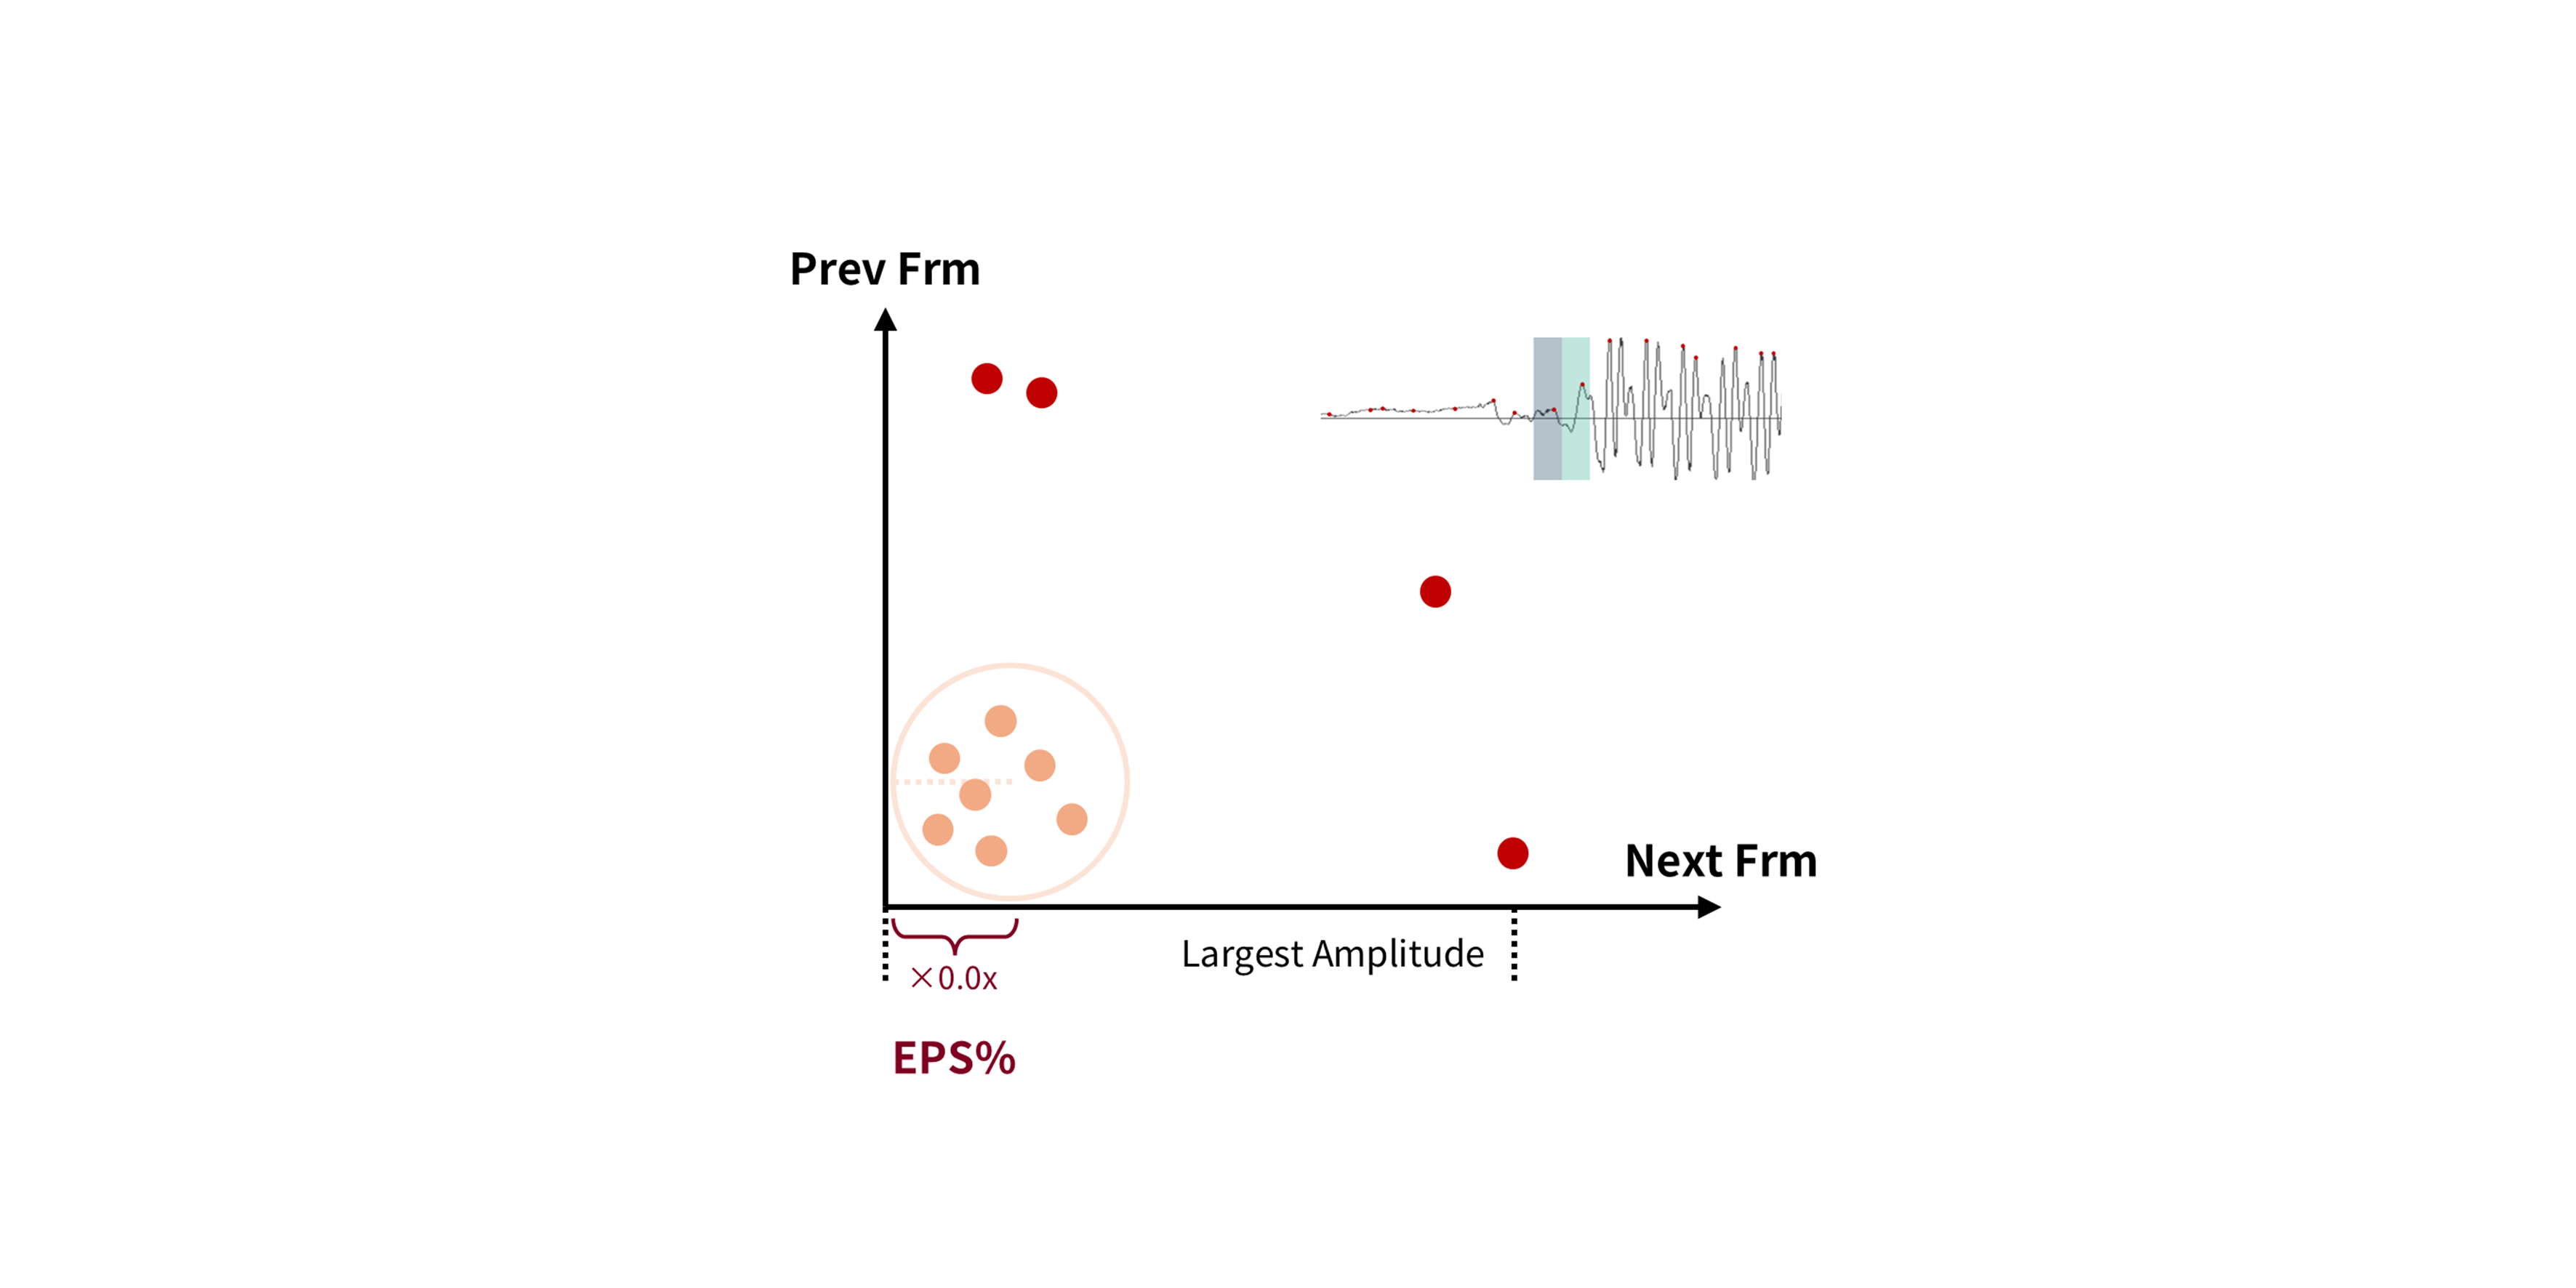 Prev Frm
Next Frm
Largest Amplitude
×0.0x
EPS%